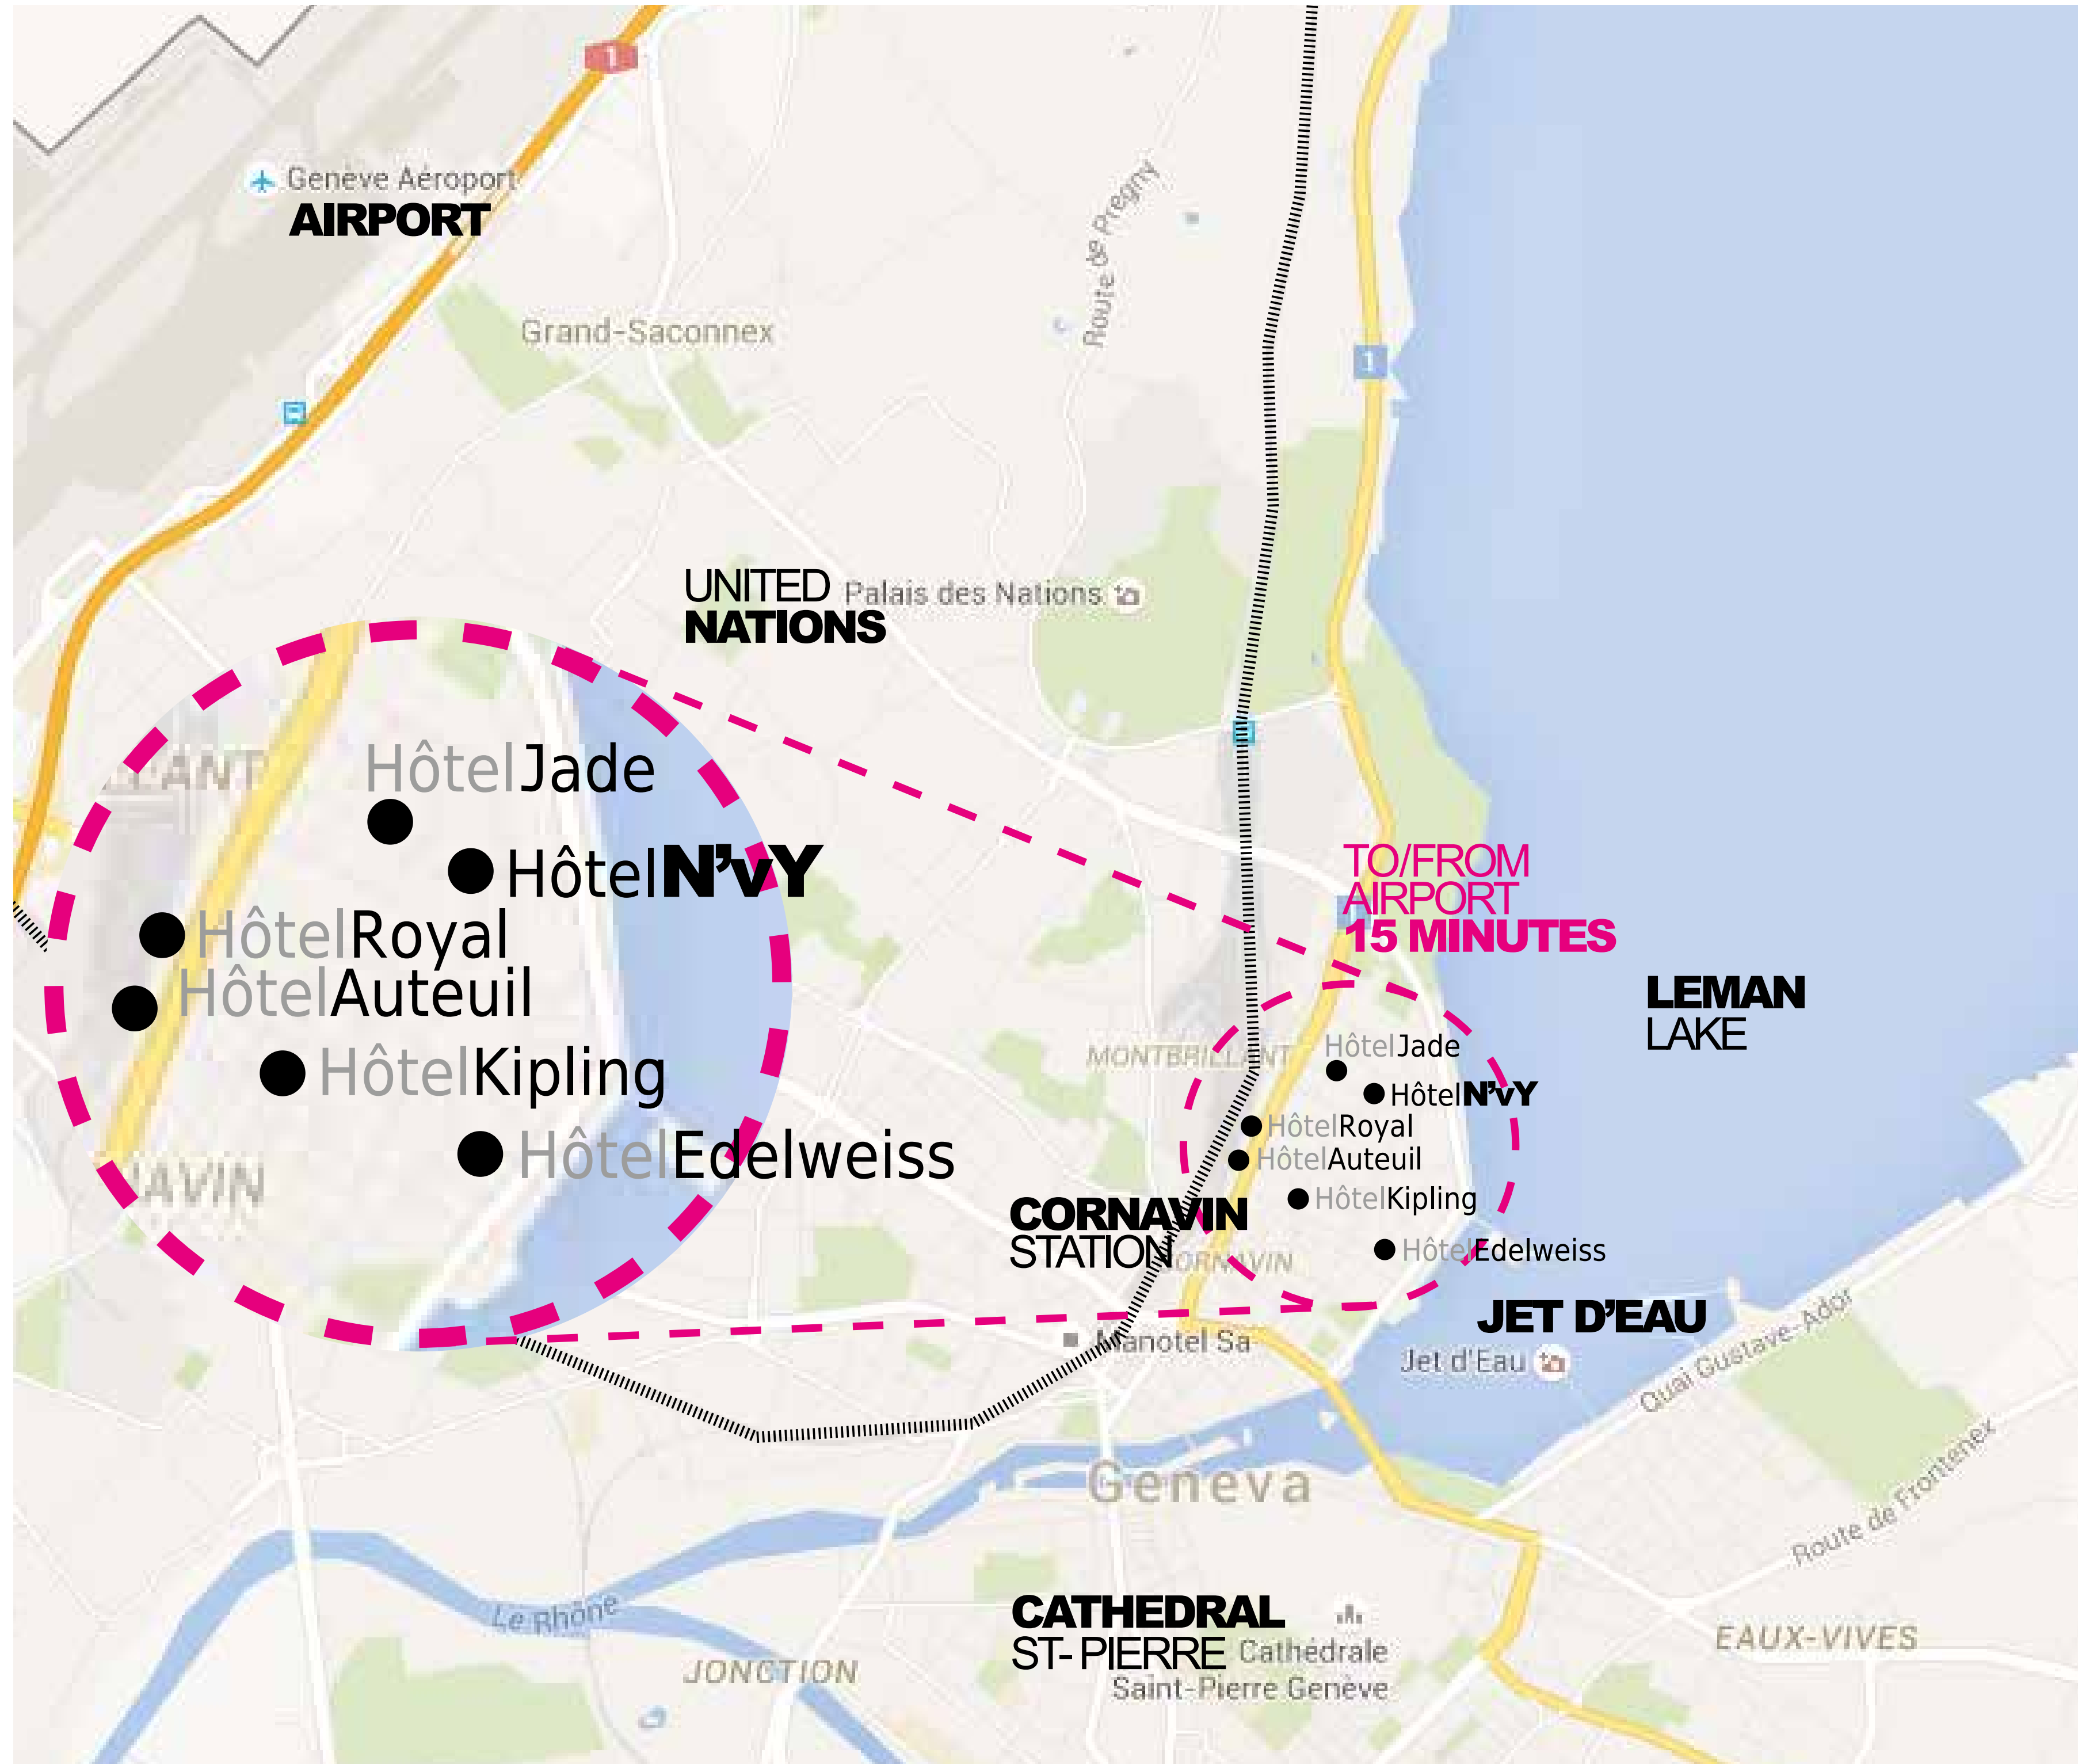 1
Genève Aéroport
AIRPORT
Route de Pregny
Grand-Saconnex
1
UNITED
NATIONS
Palais des Nations
HôtelJade
HôtelN'vY
HôtelRoyal
HôtelAuteuil
HôtelKipling
HôtelEdelweiss
TO/FROM
AIRPORT
15 MINUTES
LEMAN
LAKE
MONTBRILLANT
HôtelJade
HôtelN'vY
HôtelRoyal
HôtelAuteuil
HôtelKipling
HôtelEdelweiss
CORNAVIN
STATION
CORNAVIN
JET D'EAU
Jet d'Eau
Manotel Sa
Quai Gustave-Ador
Geneva
Route de Frontenex
Le Rhône
CATHEDRAL
ST- PIERRE
Cathédrale
Saint-Pierre Genève
EAUX-VIVES
JONCTION